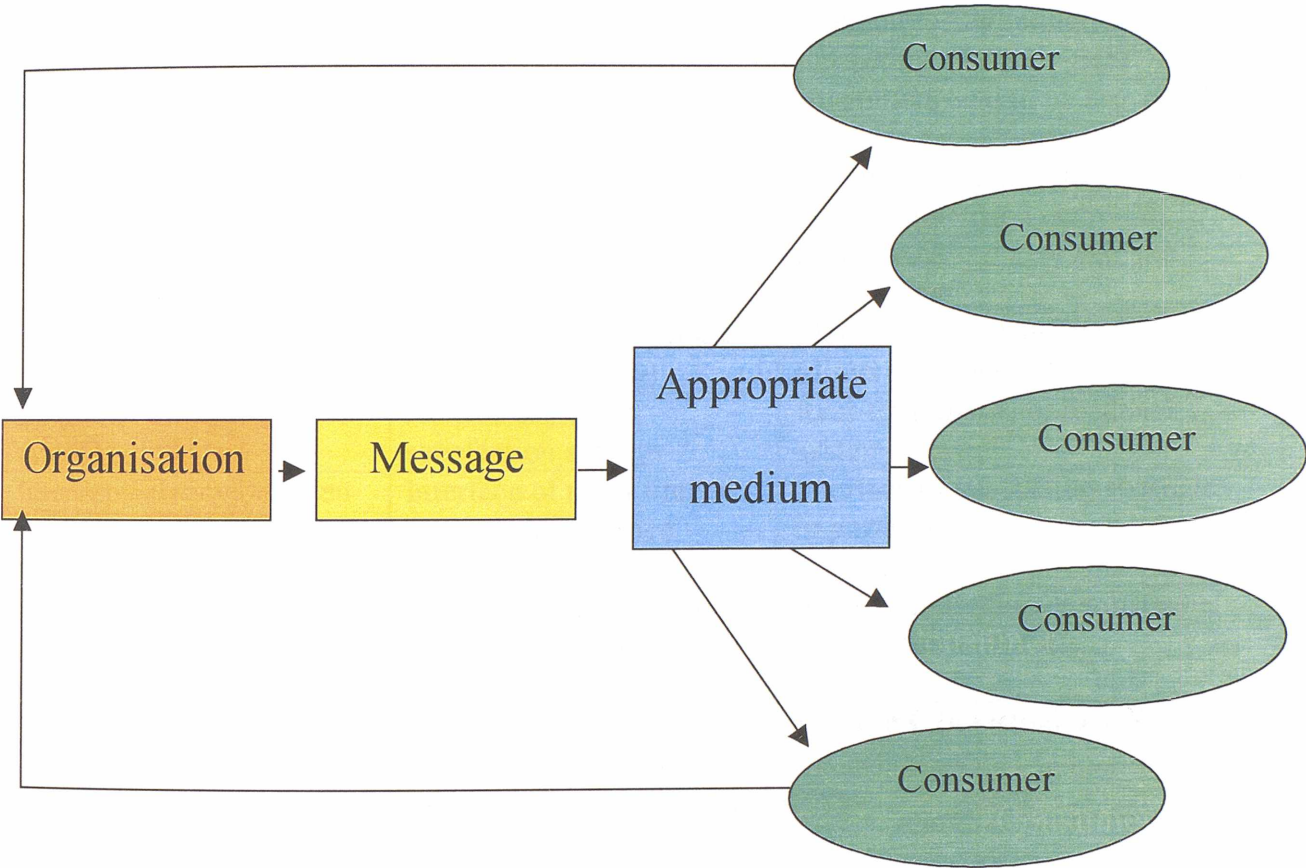 Consumer
Consumer
Appropriate
medium
Organisation
Message
Consumer
Consumer
Consumer